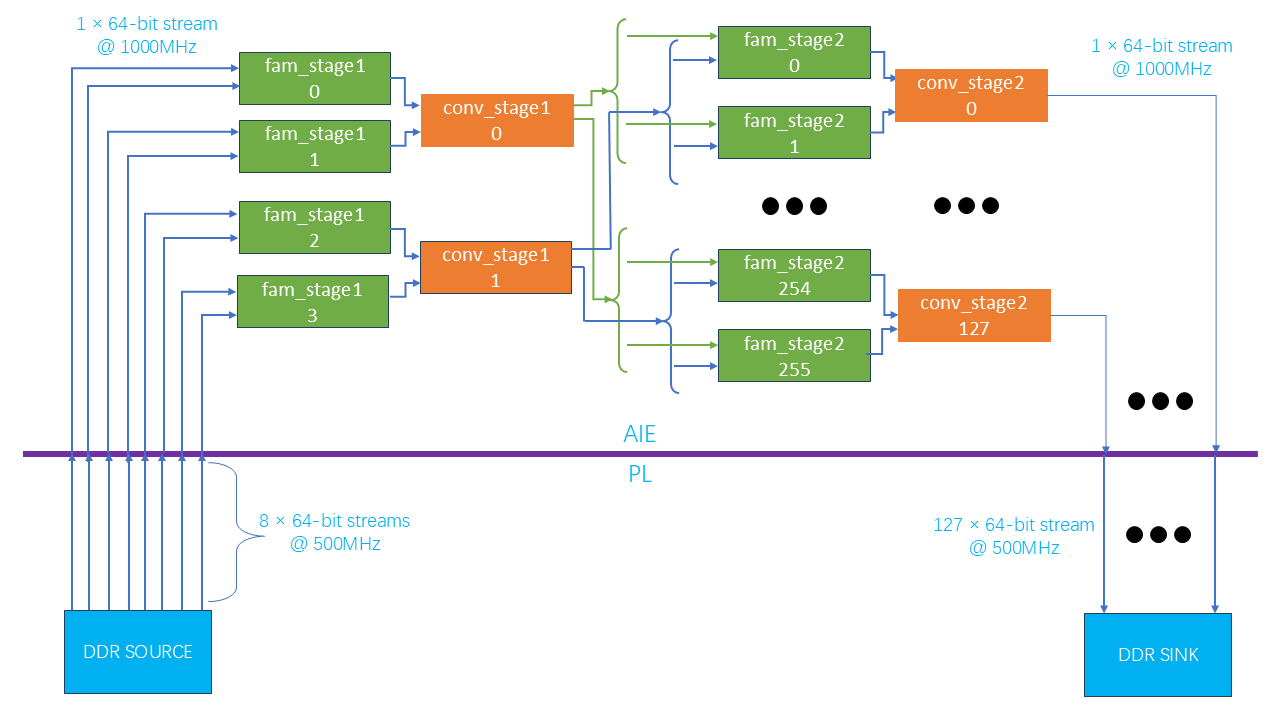 1 × 64-bit stream
@ 1000MHz
fam_stage1
0
fam_stage1
1
fam_stage1
2
fam_stage1
3
conv_stage1
0
conv_stage1
1
fam_stage2
0
fam_stage2
1
fam_stage2
254
fam_stage2
255
conv_stage2
0
conv_stage2
127
1 × 64-bit stream
@ 1000MHz
AIE
PL
8 × 64-bit streams
@ 500MHz
127 × 64-bit stream
@ 500MHz
DDR SOURCE
DDR SINK